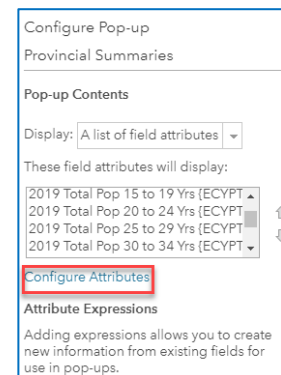 Configure Pop-up
Provincial Summaries
Pop-up Contents
Display: A list of field attributes
These field attributes will display:
2019 Total Pop 15 to 19 Yrs {ECYPT
2019 Total Pop 20 to 24 Yrs {ECYPT
2019 Total Pop 25 to 29 Yrs {ECYPT
2019 Total Pop 30 to 34 Yrs {ECYPT
Configure Attributes
Attribute Expressions
Adding expressions allows you to create
new information from existing fields for
use in pop-ups.